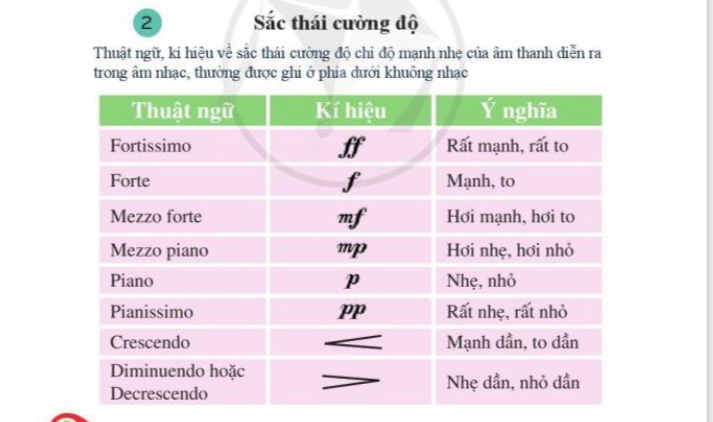 2 Sắc thái cường độ
Thuật ngữ, kí hiệu về sắc thái cường độ chỉ độ mạnh nhẹ của âm thanh diễn ra
trong âm nhạc, thường được ghi ở phía dưới khuông nhạc
Thuật ngữ Kí hiệu Ý nghĩa
Fortissimo ff Rất mạnh, rất to
Forte f Mạnh, to
Mezzo forte mf Hơi mạnh, hơi to
Mezzo piano mp Hơi nhẹ, hơi nhỏ
Piano p Nhẹ, nhỏ
Pianissimo pp Rất nhẹ, rất nhỏ
Crescendo Mạnh dần, to dần
Diminuendo hoặc
Decrescendo Nhẹ dần, nhỏ dần